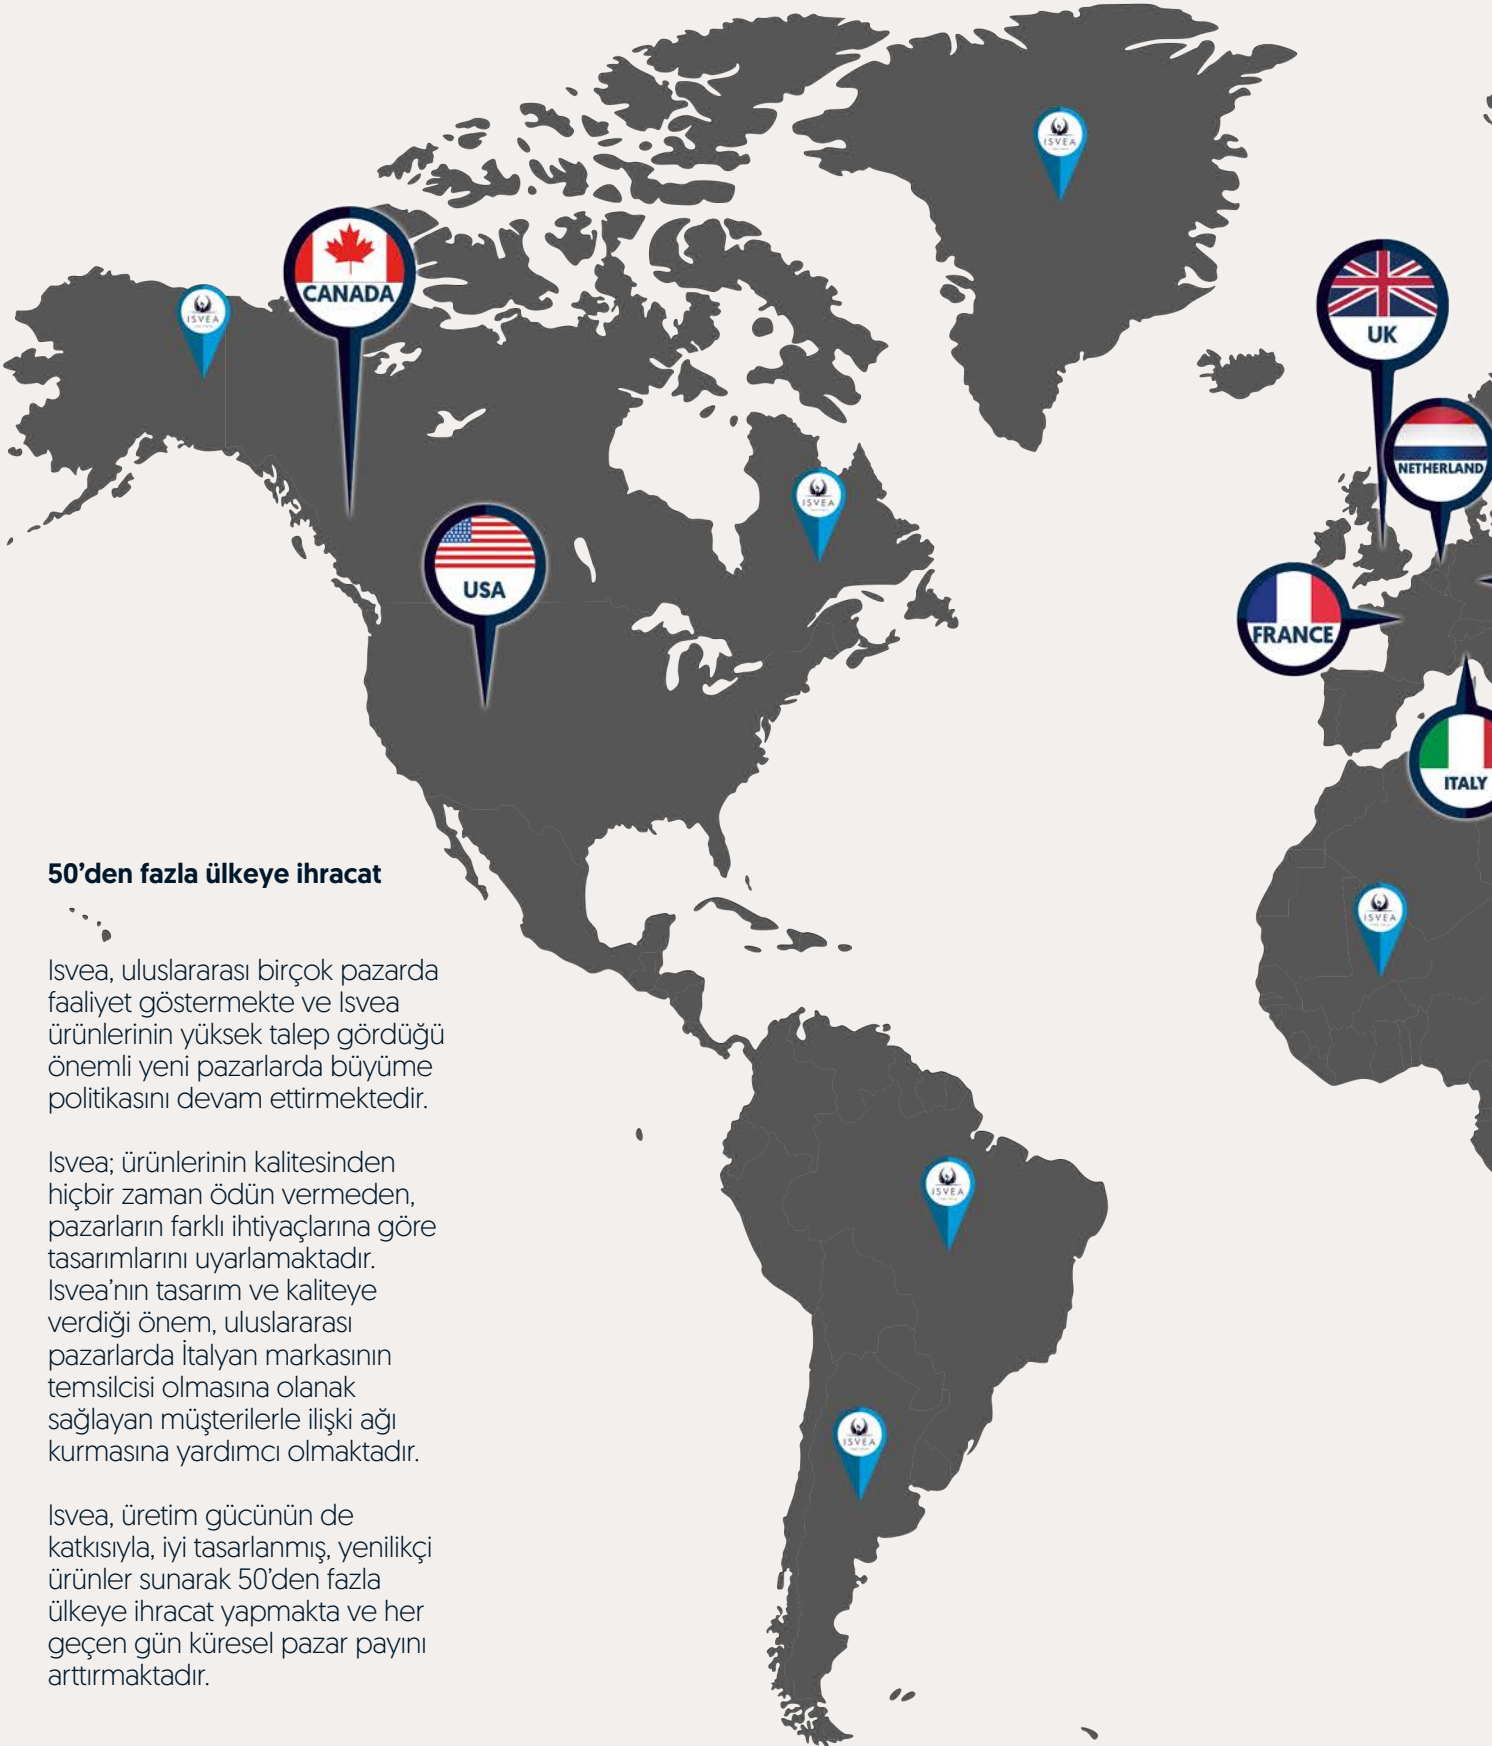 ISVEA
CANADA
ISVEA
UK
NETHERLAND
ISVEA
USA
FRANCE
ITALY
50’den fazla ülkeye ihracat
ISVEA
Isvea, uluslararası birçok pazarda
faaliyet göstermekte ve Isvea
ürünlerinin yüksek talep gördüğü
önemli yeni pazarlarda büyüme
politikasını devam ettirmektedir.
Isvea; ürünlerinin kalitesinden
hiçbir zaman ödün vermeden,
pazarların farklı ihtiyaçlarına göre
tasarımlarını uyarlamaktadır.
Isvea’nın tasarım ve kaliteye
verdiği önem, uluslararası
pazarlarda İtalyan markasının
temsilcisi olmasına olanak
sağlayan müşterilerle ilişki ağı
kurmasına yardımcı olmaktadır.
Isvea, üretim gücünün de
katkısıyla, iyi tasarlanmış, yenilikçi
ürünler sunarak 50’den fazla
ülkeye ihracat yapmakta ve her
geçen gün küresel pazar payını
arttırmaktadır.
ISVEA
ISVEA